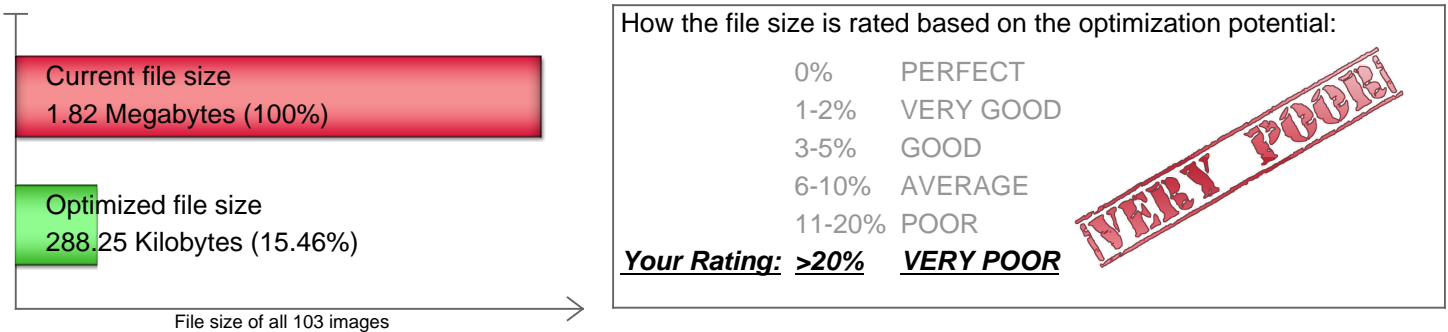 Current file size
1.82 Megabytes (100%)
Optimized file size
288.25 Kilobytes (15.46%)
File size of all 103 images
How the file size is rated based on the optimization potential:
0% PERFECT
1-2% VERY GOOD
3-5% GOOD
6-10% AVERAGE
11-20% POOR
Your Rating: >20% VERY POOR
VERY POOR